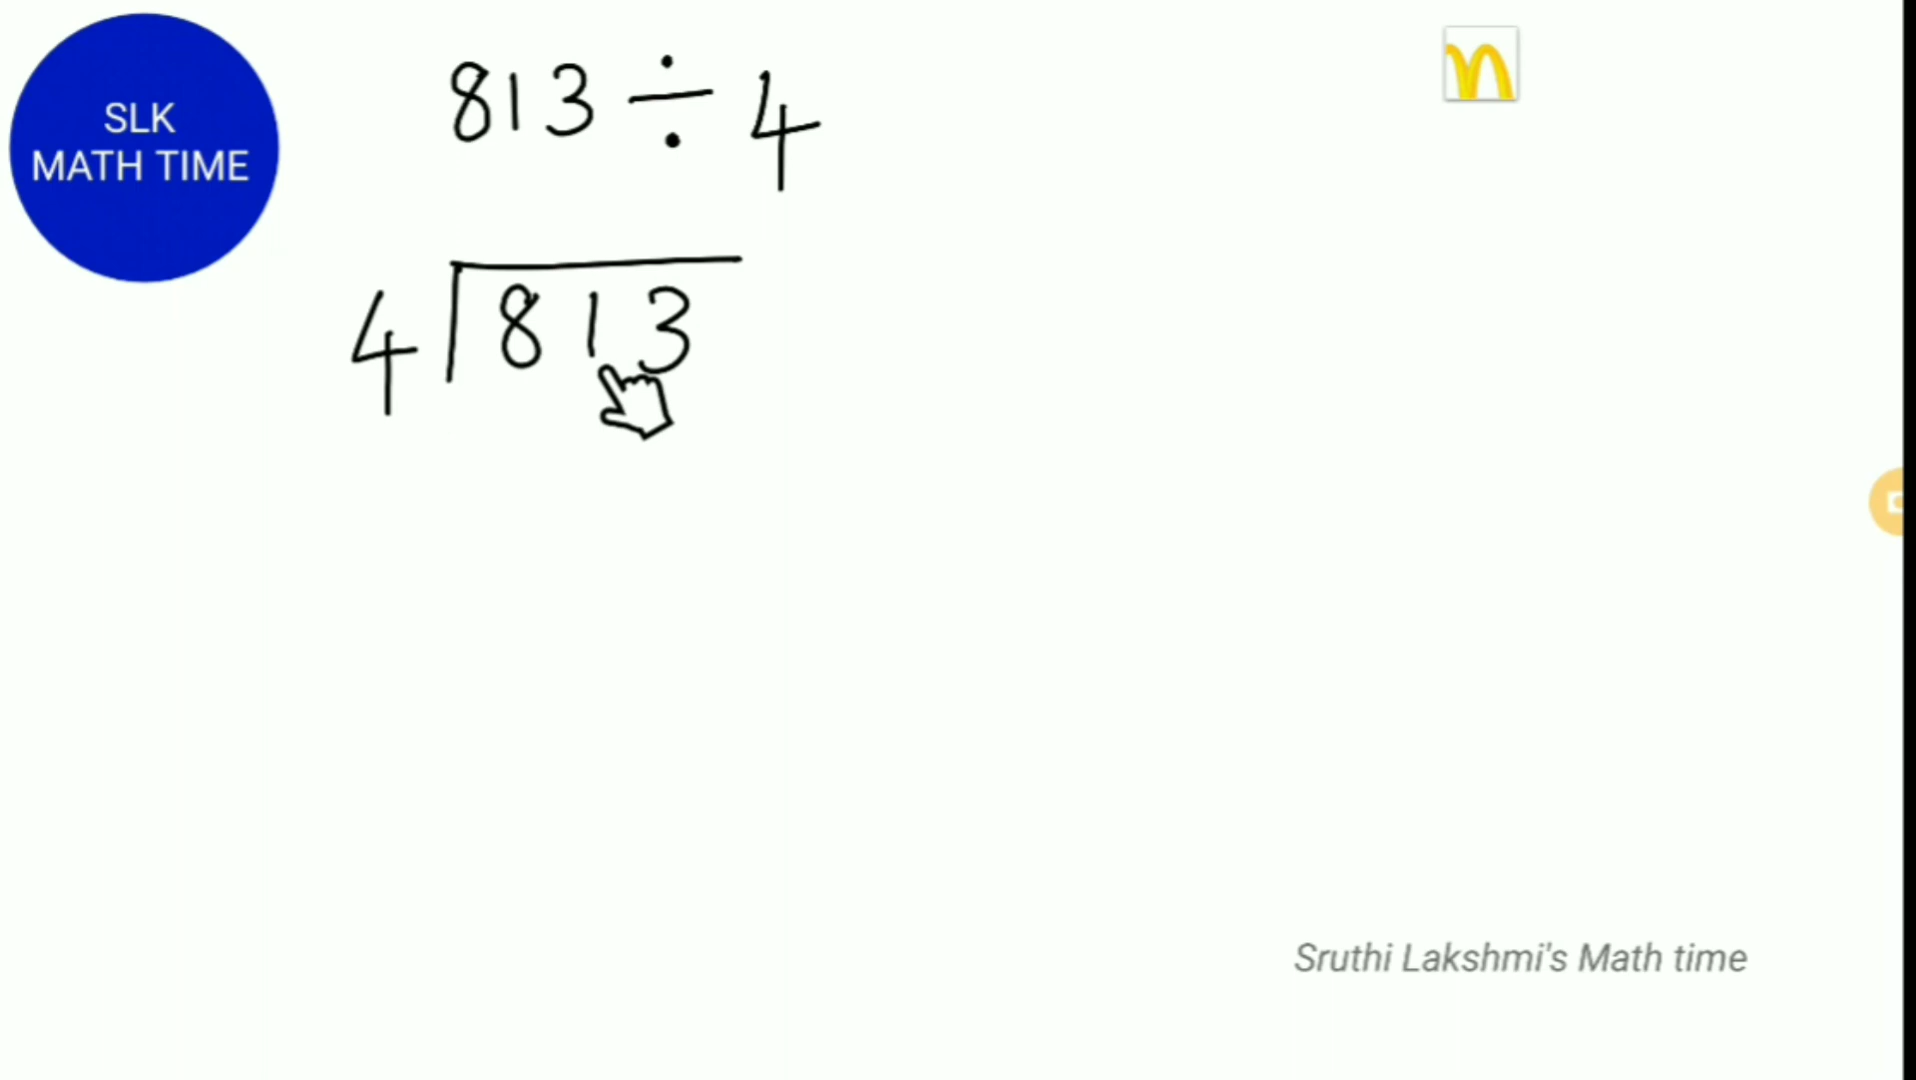 SLK
MATH TIME
813 ÷ 4
4 813
Sruthi Lakshmi's Math time